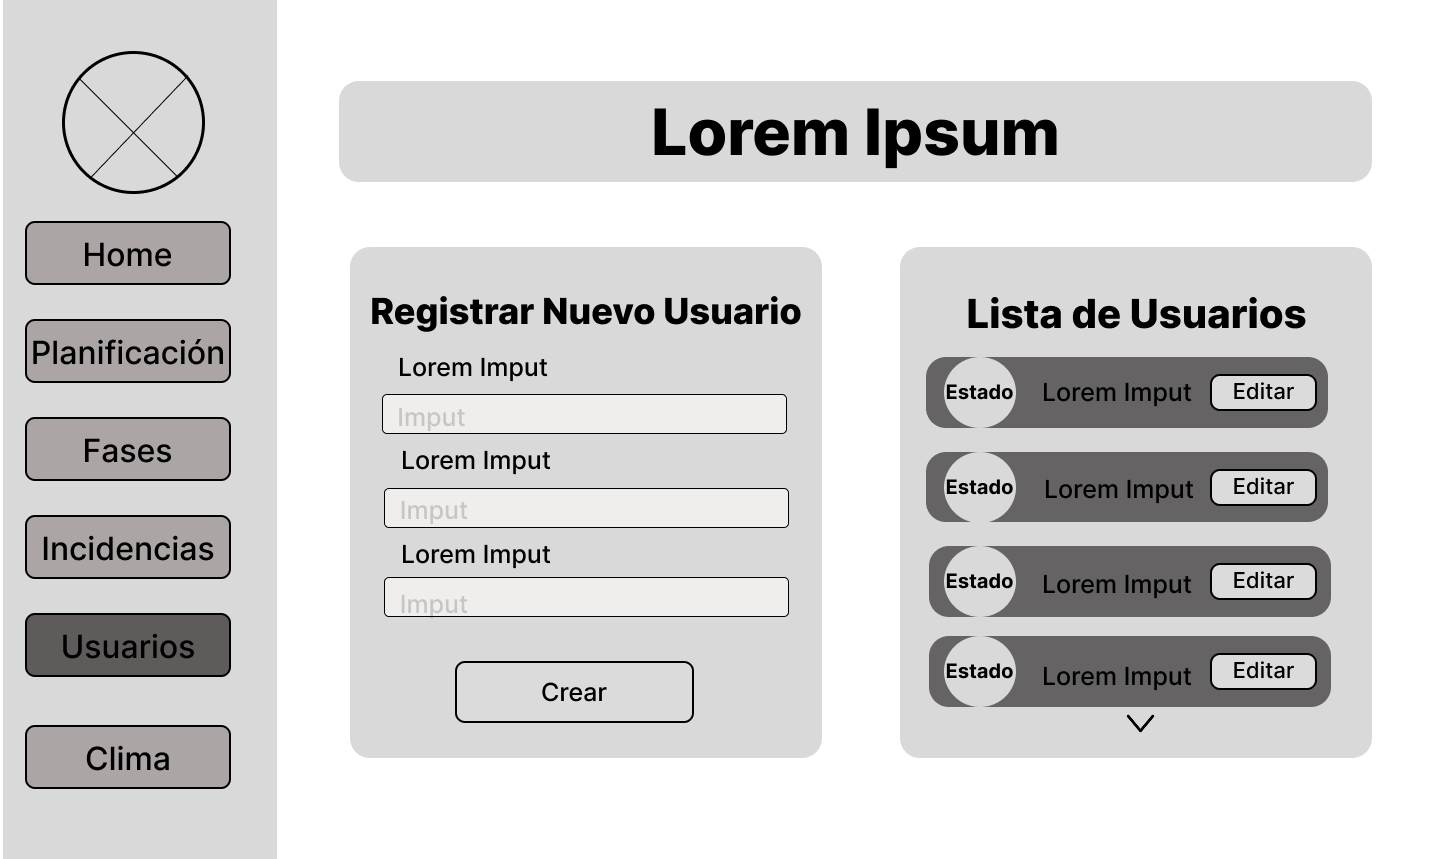 Home
Planificación
Fases
Incidencias
Usuarios
Clima
Lorem Ipsum
Registrar Nuevo Usuario
Lorem Imput
Imput
Lorem Imput
Imput
Lorem Imput
Imput
Crear
Lista de Usuarios
Estado Lorem Imput Editar
Estado Lorem Imput Editar
Estado Lorem Imput Editar
Estado Lorem Imput Editar